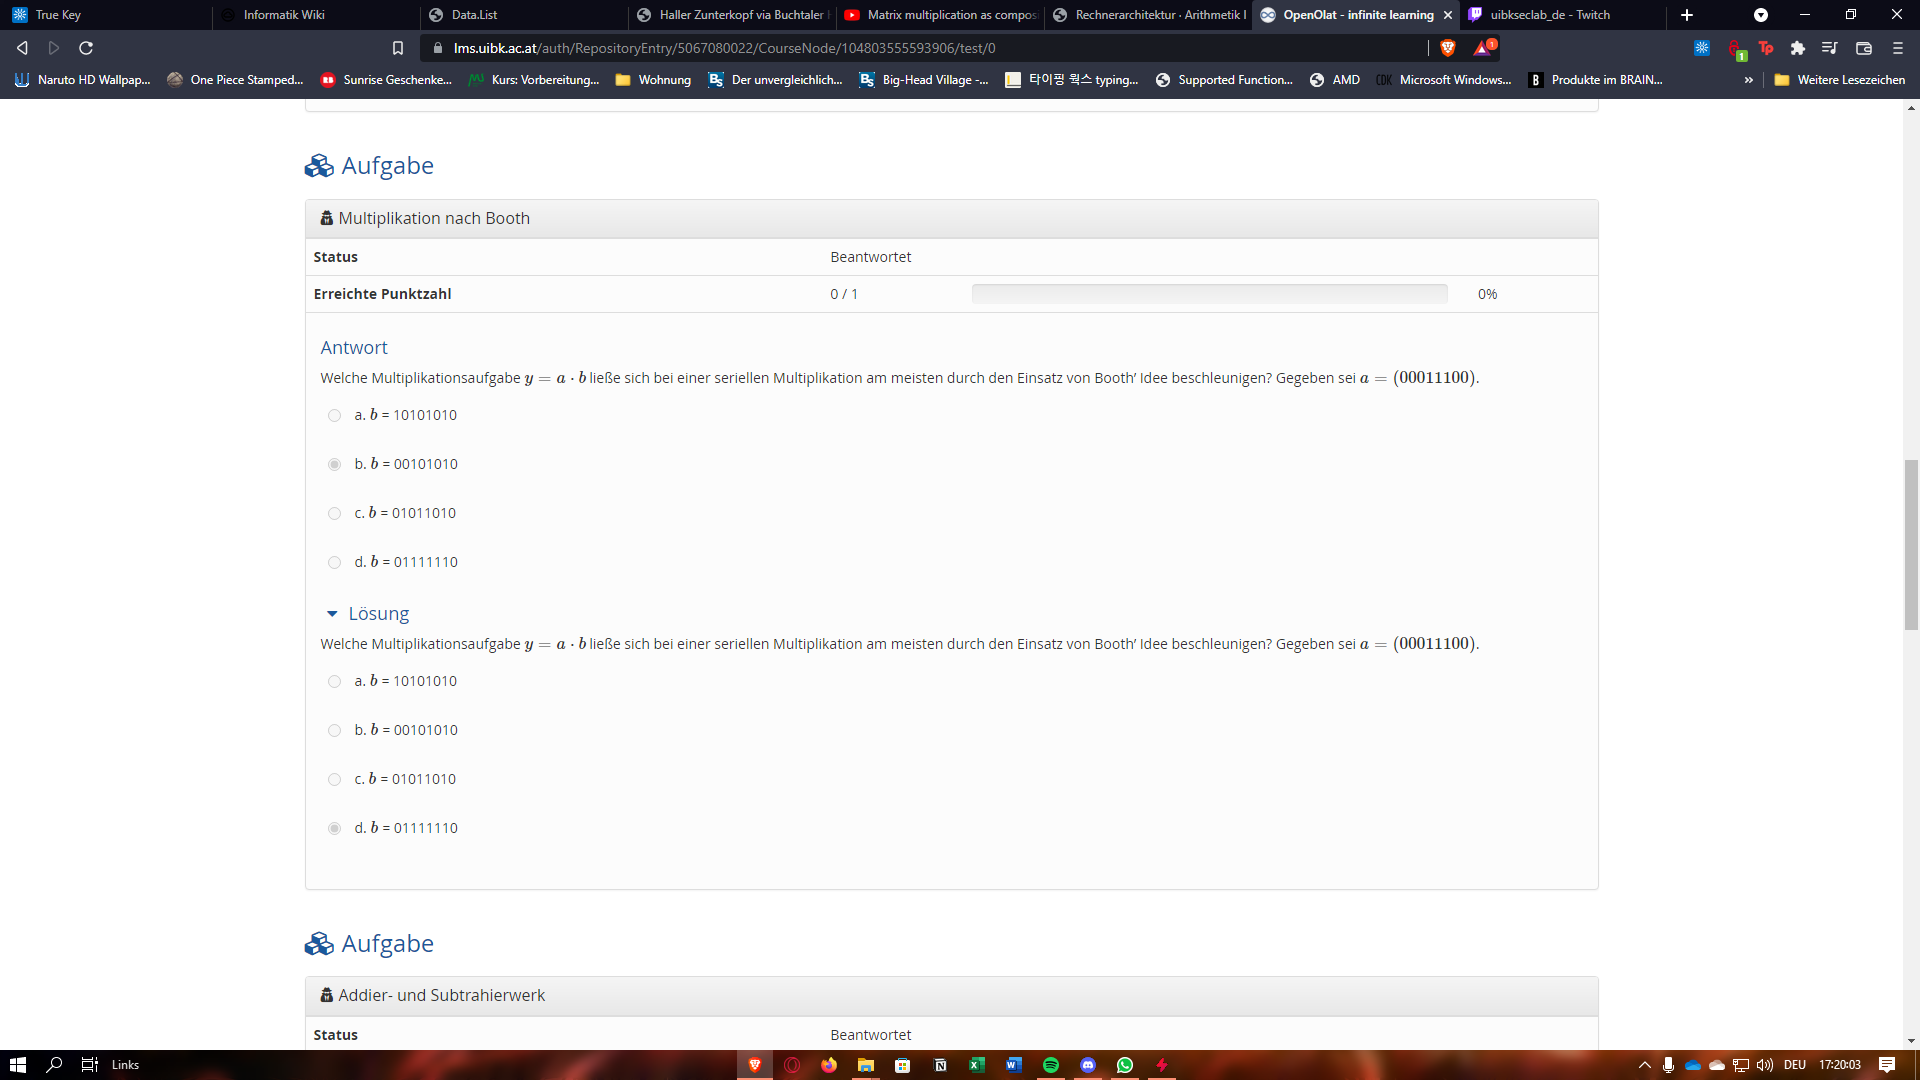 True Key
Informatik Wiki
Data.List
Haller Zunterkopf via Buchtaler
Matrix multiplication as compos
Rechnerarchitektur · Arithmetik I
OpenOlat - infinite learning
uibkseclab_de - Twitch
lms.uibk.ac.at/auth/RepositoryEntry/5067080022/CourseNode/104803555593906/test/0
1
1
Tp
Naruto HD Wallpap...
One Piece Stamped...
Sunrise Geschenke...
Kurs: Vorbereitung...
Wohnung
Der unvergleichlich...
Big-Head Village -...
타이핑 웍스 typing...
Supported Function...
AMD
Microsoft Windows...
Produkte im BRAIN...
»
Weitere Lesezeichen
Aufgabe
Multiplikation nach Booth
Status Beantwortet
Erreichte Punktzahl 0 / 1 0%
Antwort
Welche Multiplikationsaufgabe y = a · b ließe sich bei einer seriellen Multiplikation am meisten durch den Einsatz von Booth’ Idee beschleunigen? Gegeben sei a = (00011100).
a. b = 10101010
b. b = 00101010
c. b = 01011010
d. b = 01111110
Lösung
Welche Multiplikationsaufgabe y = a · b ließe sich bei einer seriellen Multiplikation am meisten durch den Einsatz von Booth’ Idee beschleunigen? Gegeben sei a = (00011100).
a. b = 10101010
b. b = 00101010
c. b = 01011010
d. b = 01111110
Aufgabe
Addier- und Subtrahierwerk
Status Beantwortet
Links
DEU 17:20:03